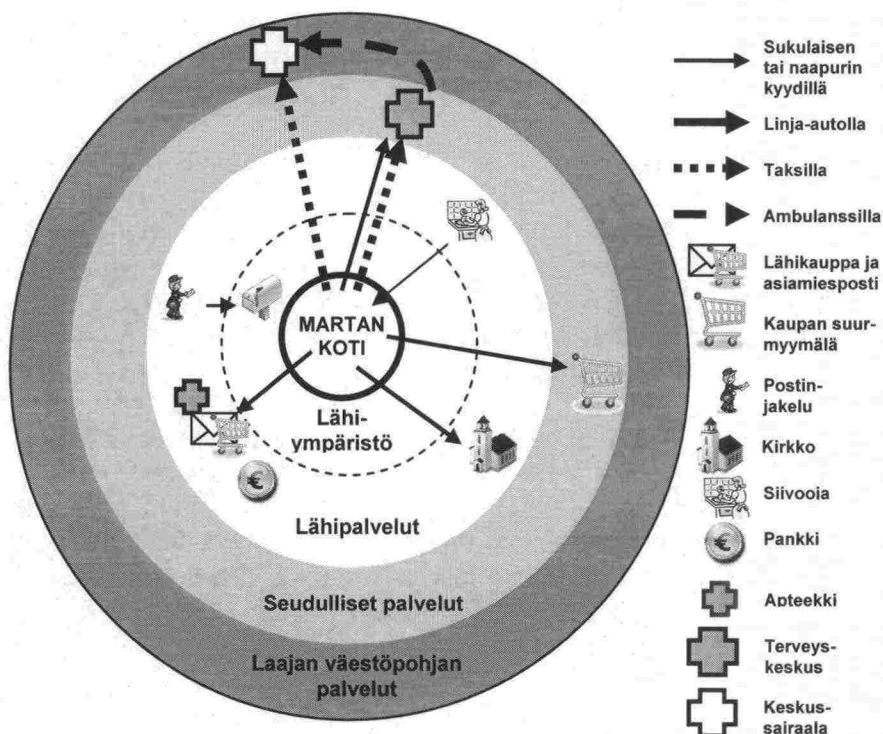 MARTAN
KOTI
Lähi-
ympäristö
Lähipalvelut
Seudulliset palvelut
Laajan väestöpohjan
palvelut
Sukulaisen
tai naapurin
kyydillä
Linja-autolla
Taksilla
Ambulanssilla
Lähikauppa ja
asiamiesposti
Kaupan suur-
myymälä
Postin-
jakelu
Kirkko
Siivooja
Pankki
€
Apteekki
Terveys-
keskus
Keskus-
sairaala
€